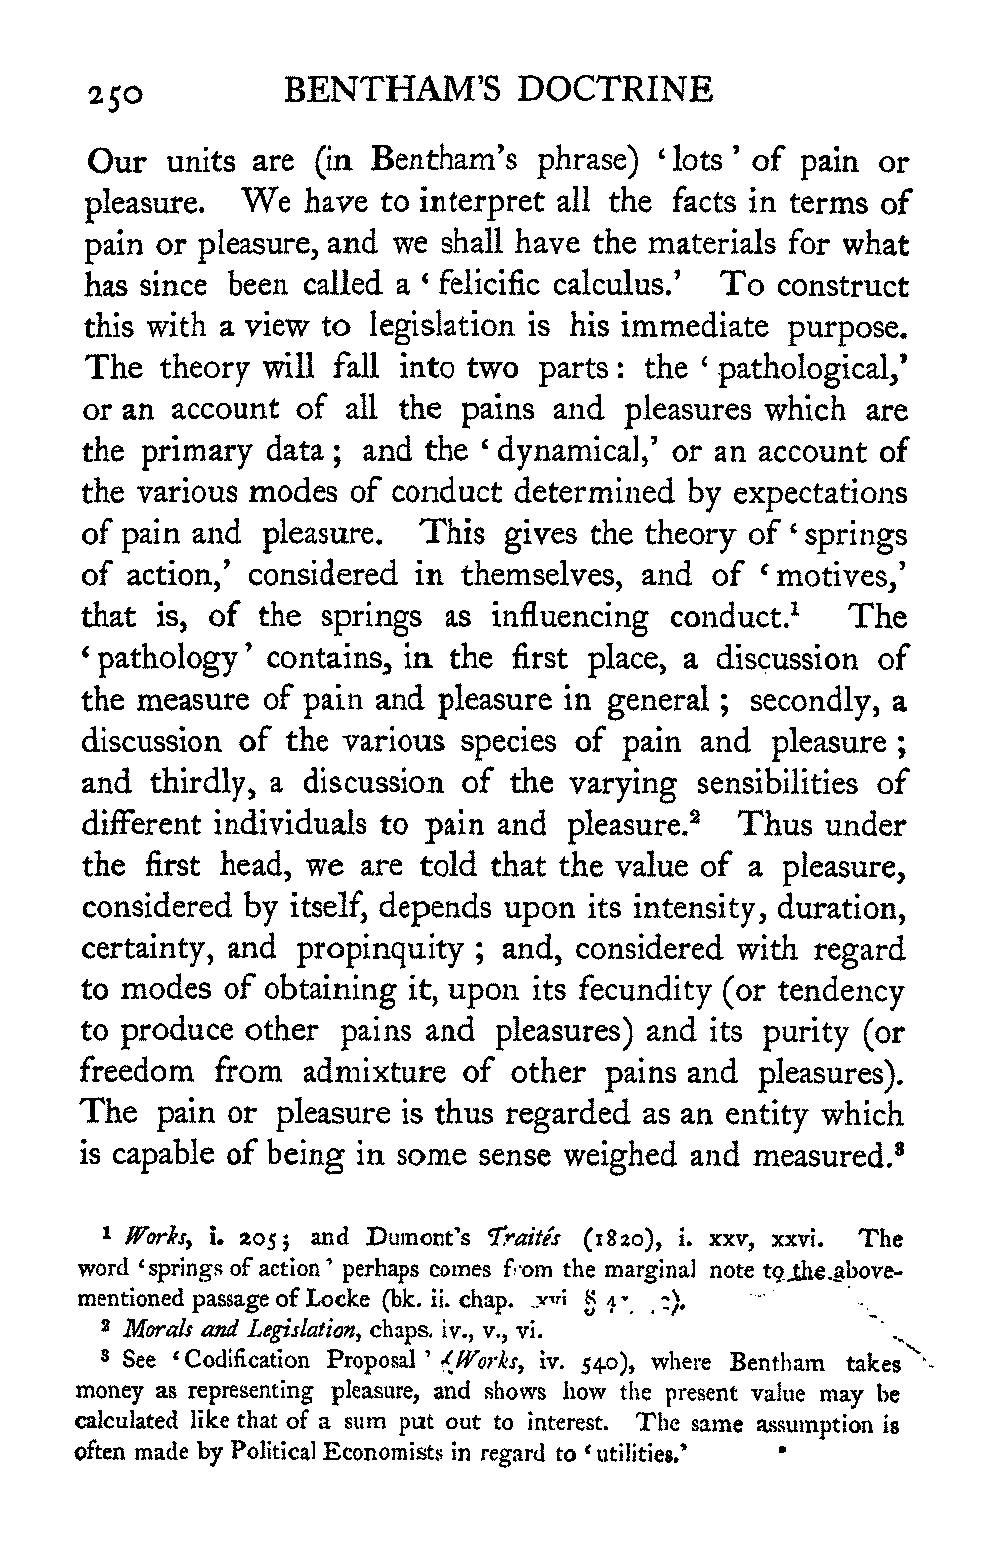 250 BENTHAM'S DOCTRINE
Our units are (in Bentham's phrase) ‘lots’ of pain or
pleasure. We have to interpret all the facts in terms of
pain or pleasure, and we shall have the materials for what
has since been called a ‘felicific calculus.’ To construct
this with a view to legislation is his immediate purpose.
The theory will fall into two parts: the ‘pathological,’
or an account of all the pains and pleasures which are
the primary data; and the ‘dynamical,’ or an account of
the various modes of conduct determined by expectations
of pain and pleasure. This gives the theory of ‘springs
of action,’ considered in themselves, and of ‘motives,’
that is, of the springs as influencing conduct.¹ The
‘pathology’ contains, in the first place, a discussion of
the measure of pain and pleasure in general; secondly, a
discussion of the various species of pain and pleasure;
and thirdly, a discussion of the varying sensibilities of
different individuals to pain and pleasure.² Thus under
the first head, we are told that the value of a pleasure,
considered by itself, depends upon its intensity, duration,
certainty, and propinquity; and, considered with regard
to modes of obtaining it, upon its fecundity (or tendency
to produce other pains and pleasures) and its purity (or
freedom from admixture of other pains and pleasures).
The pain or pleasure is thus regarded as an entity which
is capable of being in some sense weighed and measured.³
¹ Works, i. 205; and Dumont's Traités (1820), i. xxv, xxvi. The
word ‘springs of action’ perhaps comes from the marginal note to the above-
mentioned passage of Locke (bk. ii. chap.
² Morals and Legislation, chaps. iv., v., vi.
³ See ‘Codification Proposal’ (Works, iv. 540), where Bentham takes
money as representing pleasure, and shows how the present value may be
calculated like that of a sum put out to interest. The same assumption is
often made by Political Economists in regard to ‘utilities.’